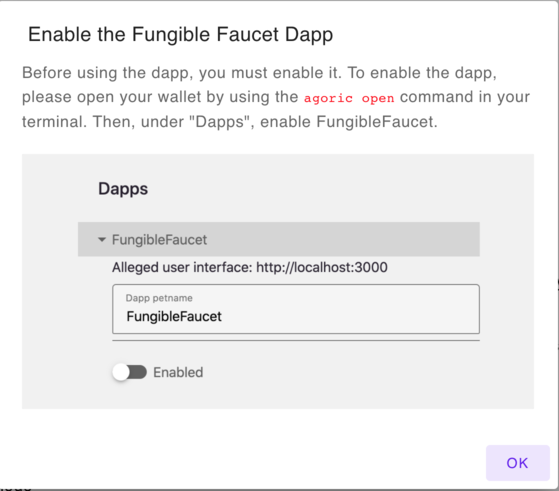 Enable the Fungible Faucet Dapp
Before using the dapp, you must enable it. To enable the dapp,
please open your wallet by using the agoric open command in your
terminal. Then, under "Dapps", enable FungibleFaucet.
Dapps
FungibleFaucet
Alleged user interface: http://localhost:3000
Dapp petname
FungibleFaucet
Enabled
OK